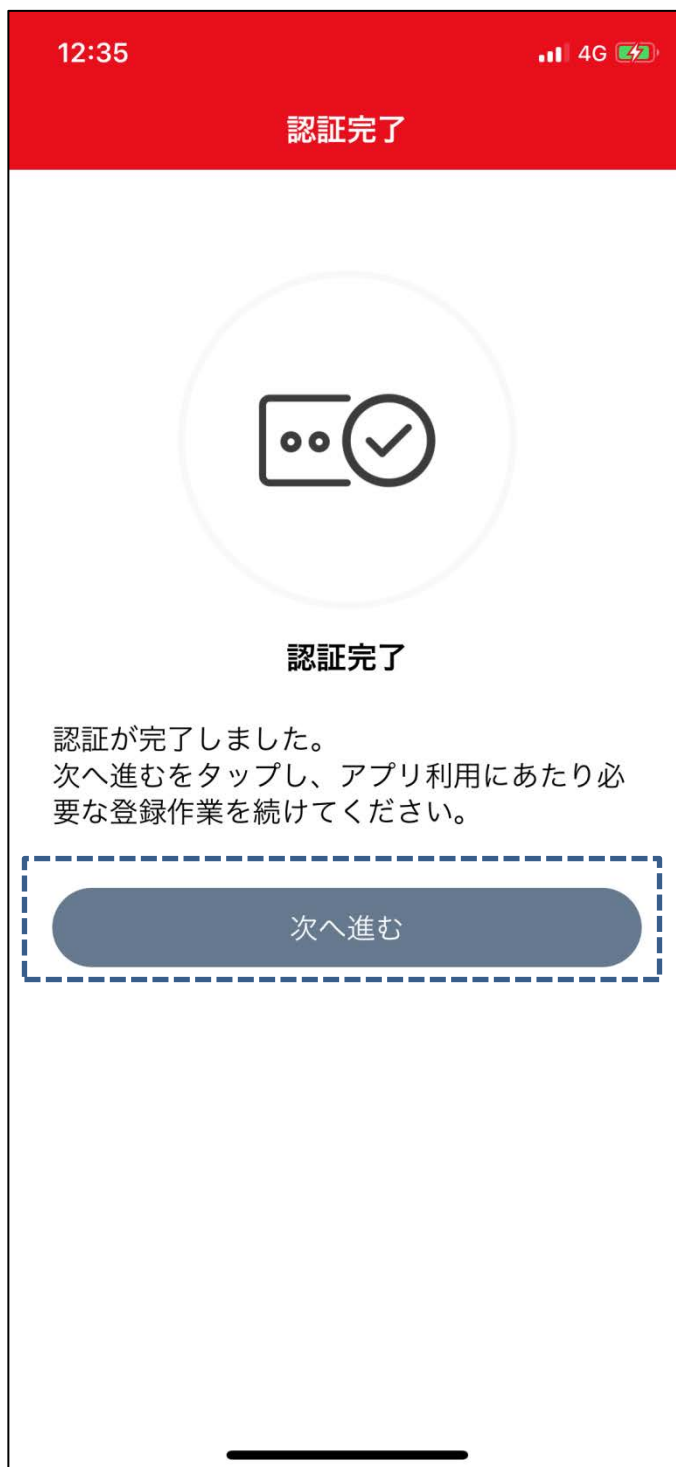 12:35
4G
認証完了
認証完了
認証が完了しました。
次へ進むをタップし、アプリ利用にあたり必
要な登録作業を続けてください。
次へ進む